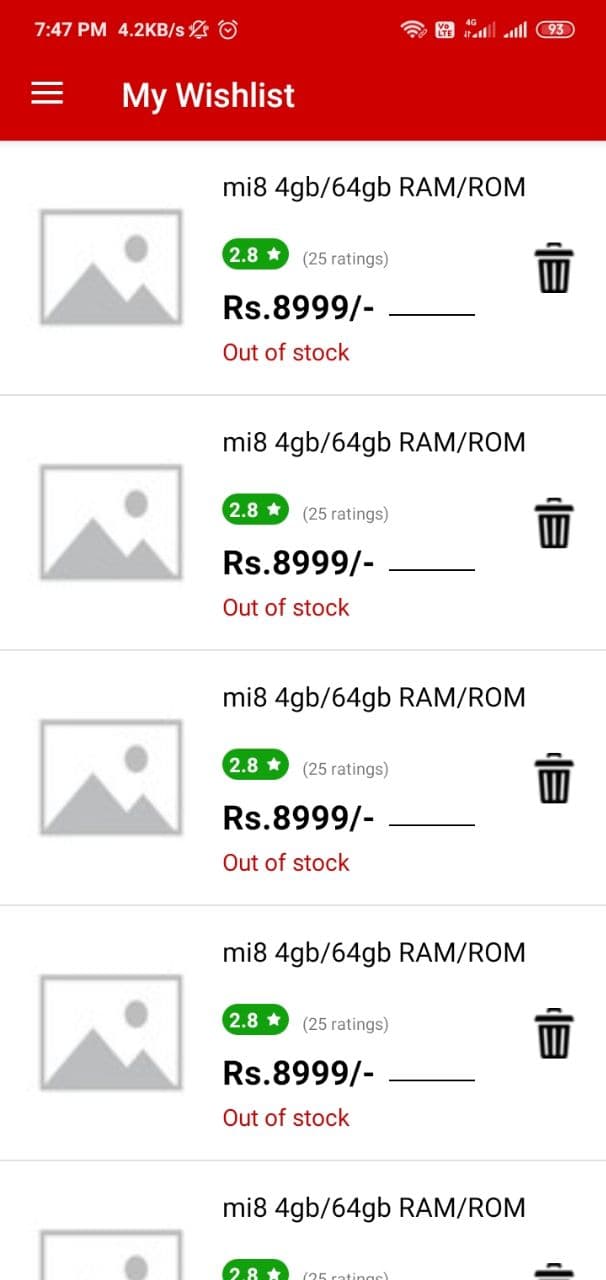 7:47 PM 4.2KB/s Vo LTE 4G 93
My Wishlist
mi8 4gb/64gb RAM/ROM
2.8 ★ (25 ratings)
Rs.8999/-
Out of stock
mi8 4gb/64gb RAM/ROM
2.8 ★ (25 ratings)
Rs.8999/-
Out of stock
mi8 4gb/64gb RAM/ROM
2.8 ★ (25 ratings)
Rs.8999/-
Out of stock
mi8 4gb/64gb RAM/ROM
2.8 ★ (25 ratings)
Rs.8999/-
Out of stock
mi8 4gb/64gb RAM/ROM
2.8 ★ (25 ratings)